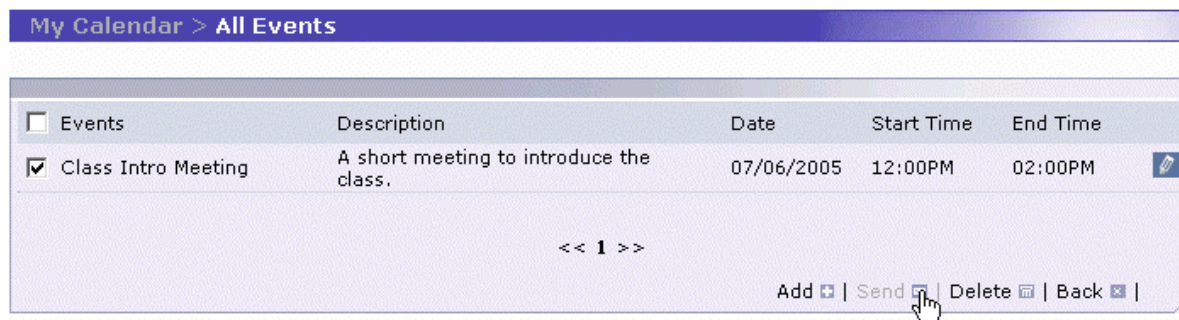 My Calendar > All Events
Events Description Date Start Time End Time
Class Intro Meeting A short meeting to introduce the class. 07/06/2005 12:00PM 02:00PM
<< 1 >>
Add | Send | Delete | Back |